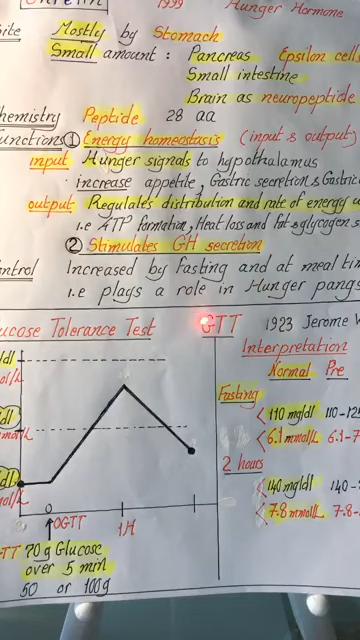 1999 Hunger Hormone
Mostly by Stomach
Small amount : Pancreas Epsilon cells
Small intestine
Brain as neuropeptide
Chemistry Peptide 28 aa
Functions ① Energy homeostasis (input & output)
input Hunger signals to hypothalamus
increase appetite, Gastric secretion & Gastric
output Regulates distribution and rate of energy
i.e ATP formation, Heat loss and fat & glycogen
② Stimulates GH secretion
Control Increased by Fasting and at meal
i.e plays a role in Hunger pangs
Glucose Tolerance Test GTT 1923 Jerome
Interpretation
Normal Pre
Fasting
<110 mg/dl 110-12
<6.1 mmol/L 6.1-7
2 hours
<140 mg/dl 140-
<7.8 mmol/L 7.8-
0 1H
OGTT
70 g Glucose
over 5 min
50 or 100g